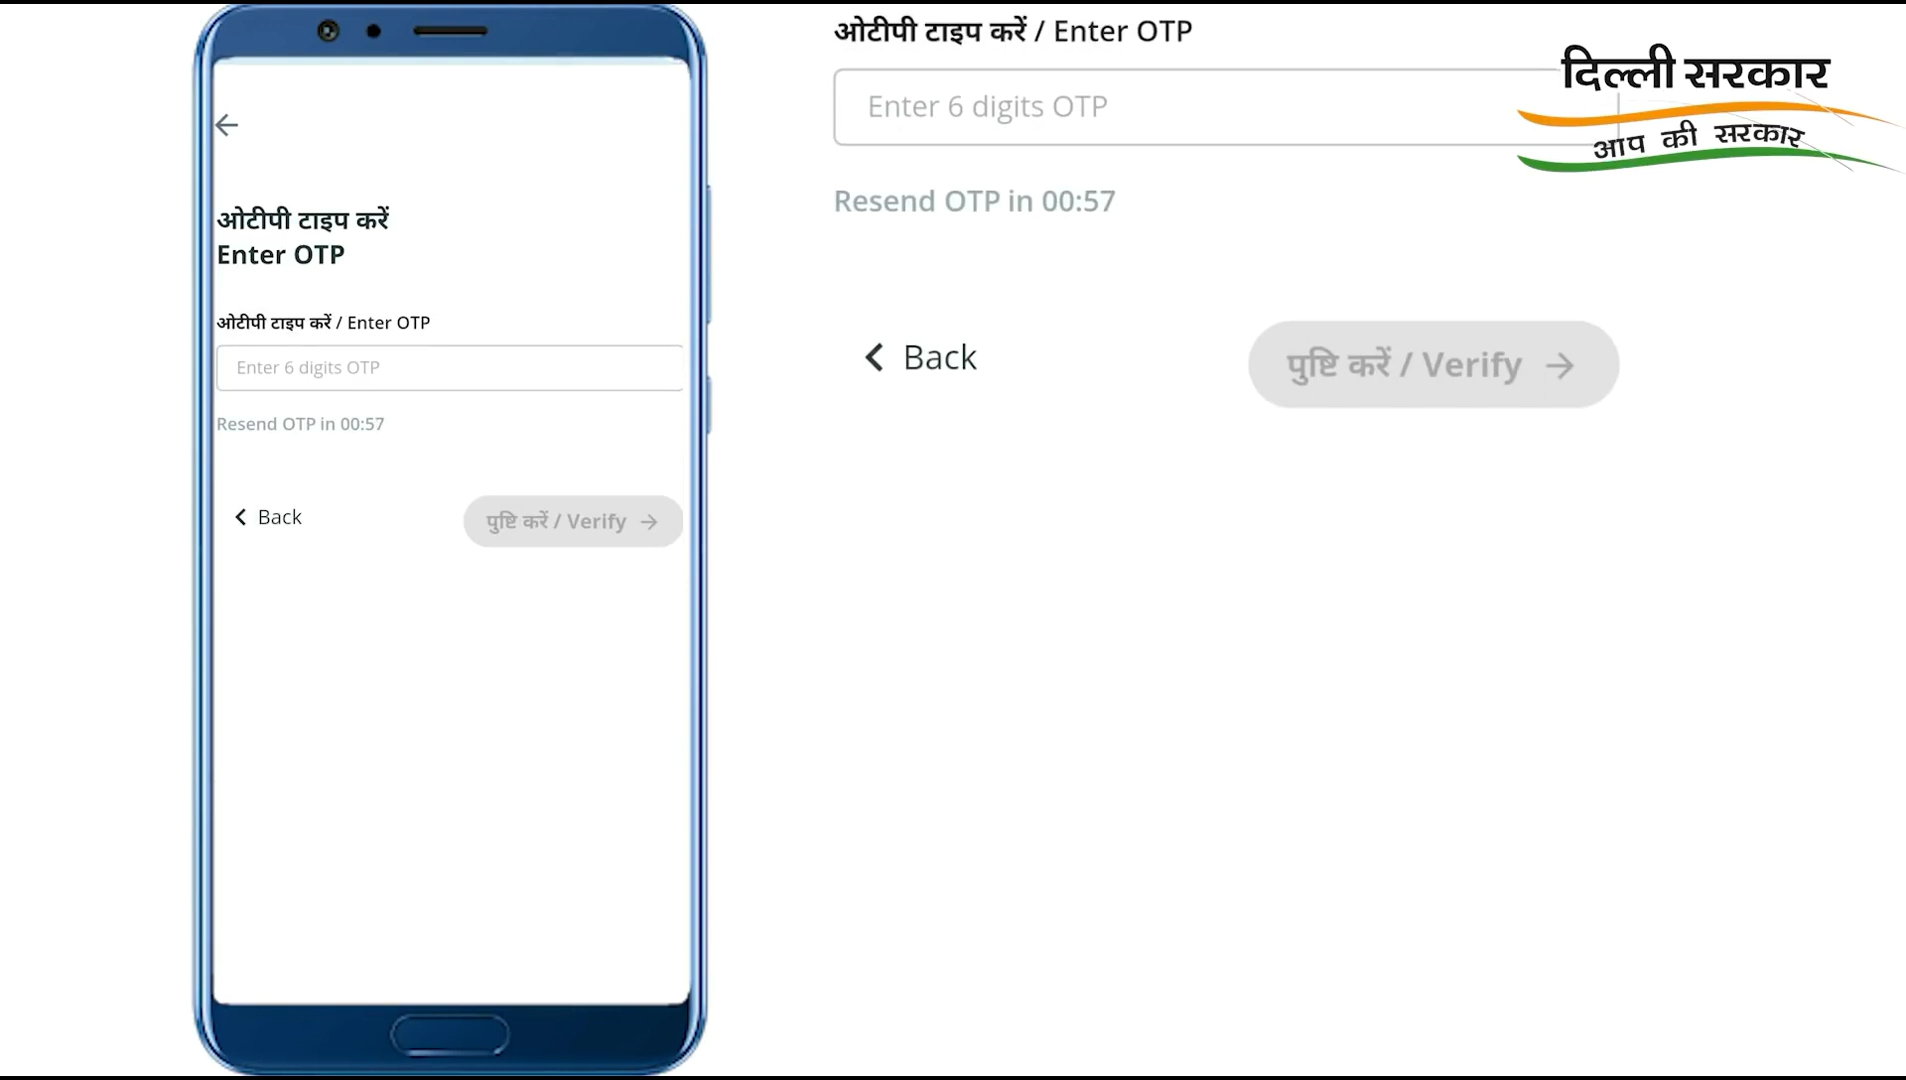 ओटीपी टाइप करें
Enter OTP
ओटीपी टाइप करें / Enter OTP
Enter 6 digits OTP
Resend OTP in 00:57
Back
पुष्टि करें / Verify
ओटीपी टाइप करें / Enter OTP
Enter 6 digits OTP
Resend OTP in 00:57
Back
पुष्टि करें / Verify
दिल्ली सरकार
आप की सरकार